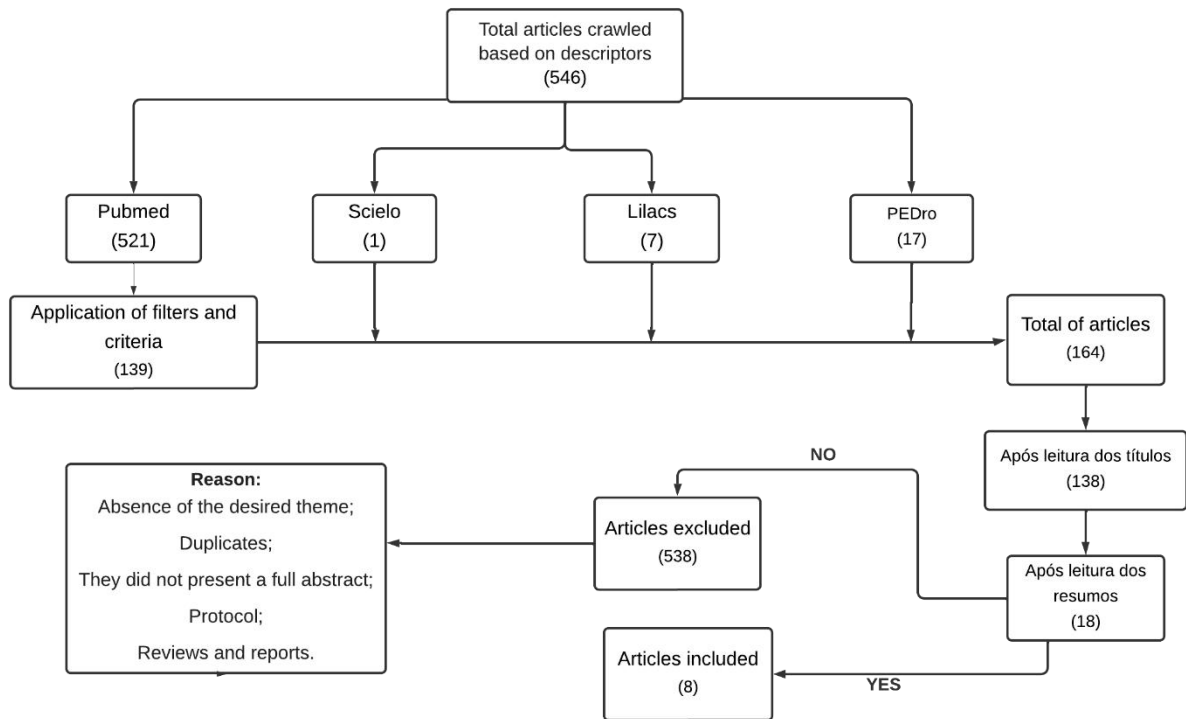 Total articles crawled
based on descriptors
(546)
Pubmed
(521)
Scielo
(1)
Lilacs
(7)
PEDro
(17)
Application of filters and
criteria
(139)
Total of articles
(164)
Após leitura dos títulos
(138)
NO
Reason:
Absence of the desired theme;
Duplicates;
They did not present a full abstract;
Protocol;
Reviews and reports.
Articles excluded
(538)
Após leitura dos
resumos
(18)
Articles included
(8)
YES